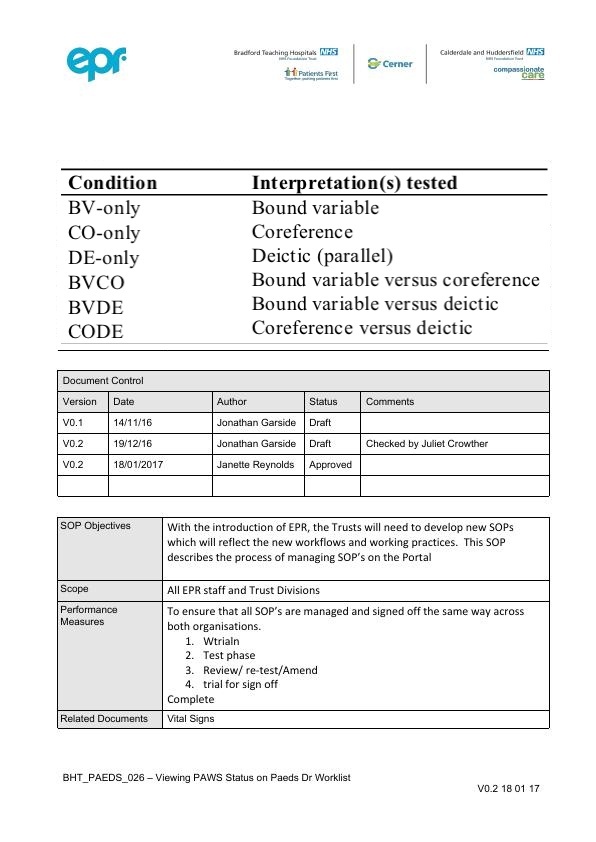 epr
Bradford Teaching Hospitals NHS
NHS Foundation Trust
Patients First
Together, putting patients first
Cerner
Calderdale and Huddersfield NHS
NHS Foundation Trust
compassionate
care
Condition Interpretation(s) tested
BV-only Bound variable
CO-only Coreference
DE-only Deictic (parallel)
BVCO Bound variable versus coreference
BVDE Bound variable versus deictic
CODE Coreference versus deictic
Document Control
Version Date Author Status Comments
V0.1 14/11/16 Jonathan Garside Draft
V0.2 19/12/16 Jonathan Garside Draft Checked by Juliet Crowther
V0.2 18/01/2017 Janette Reynolds Approved
SOP Objectives
With the introduction of EPR, the Trusts will need to develop new SOPs
which will reflect the new workflows and working practices. This SOP
describes the process of managing SOP's on the Portal
Scope All EPR staff and Trust Divisions
Performance
Measures
To ensure that all SOP's are managed and signed off the same way across
both organisations.
1. Wtrialn
2. Test phase
3. Review/ re-test/Amend
4. trial for sign off
Complete
Related Documents Vital Signs
BHT_PAEDS_026 – Viewing PAWS Status on Paeds Dr Worklist
V0.2 18 01 17